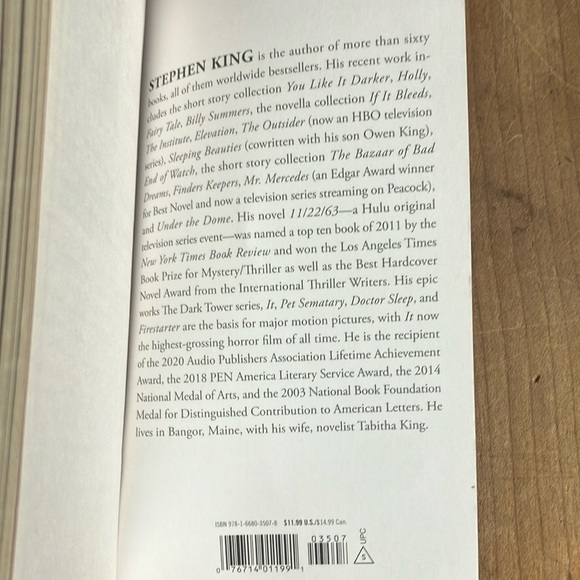 STEPHEN KING is the author of more than sixty
books, all of them worldwide bestsellers. His recent work in-
cludes the short story collection You Like It Darker, Holly,
Fairy Tale, Billy Summers, the novella collection If It Bleeds,
The Institute, Elevation, The Outsider (now an HBO television
series), Sleeping Beauties (cowritten with his son Owen King),
End of Watch, the short story collection The Bazaar of Bad
Dreams, Finders Keepers, Mr. Mercedes (an Edgar Award winner
for Best Novel and now a television series streaming on Peacock),
and Under the Dome. His novel 11/22/63—a Hulu original
television series event—was named a top ten book of 2011 by the
New York Times Book Review and won the Los Angeles Times
Book Prize for Mystery/Thriller as well as the Best Hardcover
Novel Award from the International Thriller Writers. His epic
works The Dark Tower series, It, Pet Sematary, Doctor Sleep, and
Firestarter are the basis for major motion pictures, with It now
the highest-grossing horror film of all time. He is the recipient
of the 2020 Audio Publishers Association Lifetime Achievement
Award, the 2018 PEN America Literary Service Award, the 2014
National Medal of Arts, and the 2003 National Book Foundation
Medal for Distinguished Contribution to American Letters. He
lives in Bangor, Maine, with his wife, novelist Tabitha King.
ISBN 978-1-6680-3507-8 $11.99 U.S./$14.99 Can.
03507
0 76714 01199 1
S UPC